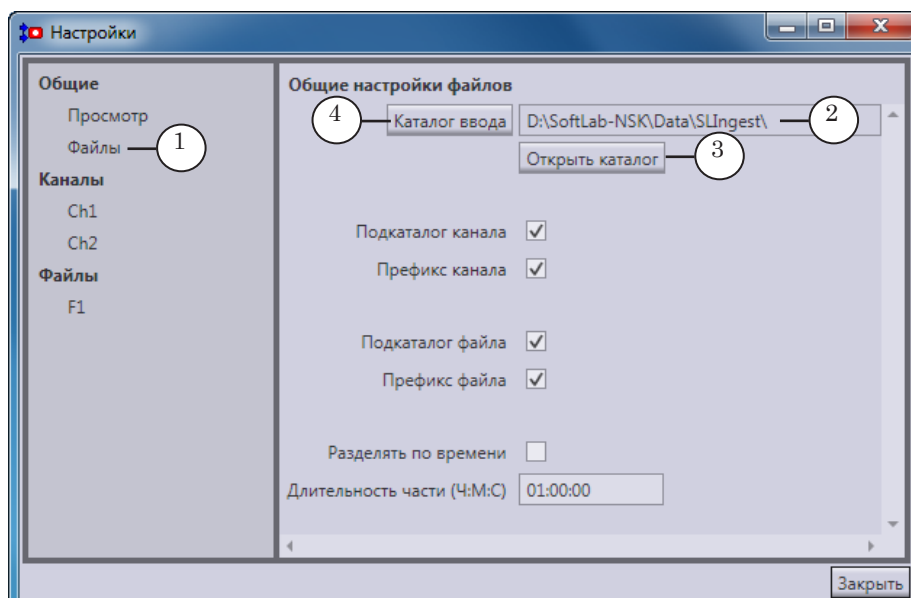 Настройки
Общие
Просмотр
Файлы
1
Каналы
Ch1
Ch2
Файлы
F1
Общие настройки файлов
4
Каталог ввода
D:\SoftLab-NSK\Data\SLIngest\
2
Открыть каталог
3
Подкаталог канала
Префикс канала
Подкаталог файла
Префикс файла
Разделять по времени
Длительность части (Ч:М:С)
01:00:00
Закрыть